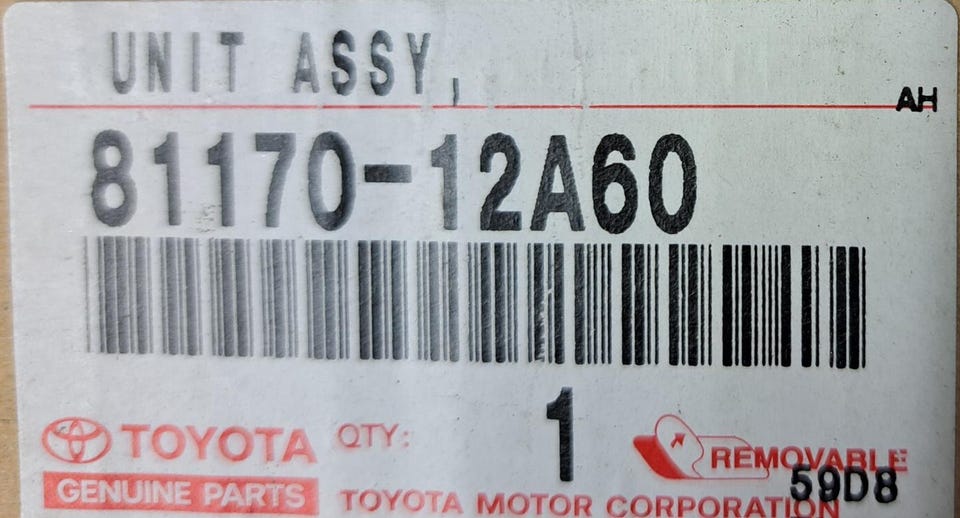 UNIT ASSY,
AH
81170-12A60
TOYOTA QTY: 1 REMOVABLE
59D8
GENUINE PARTS TOYOTA MOTOR CORPORATION